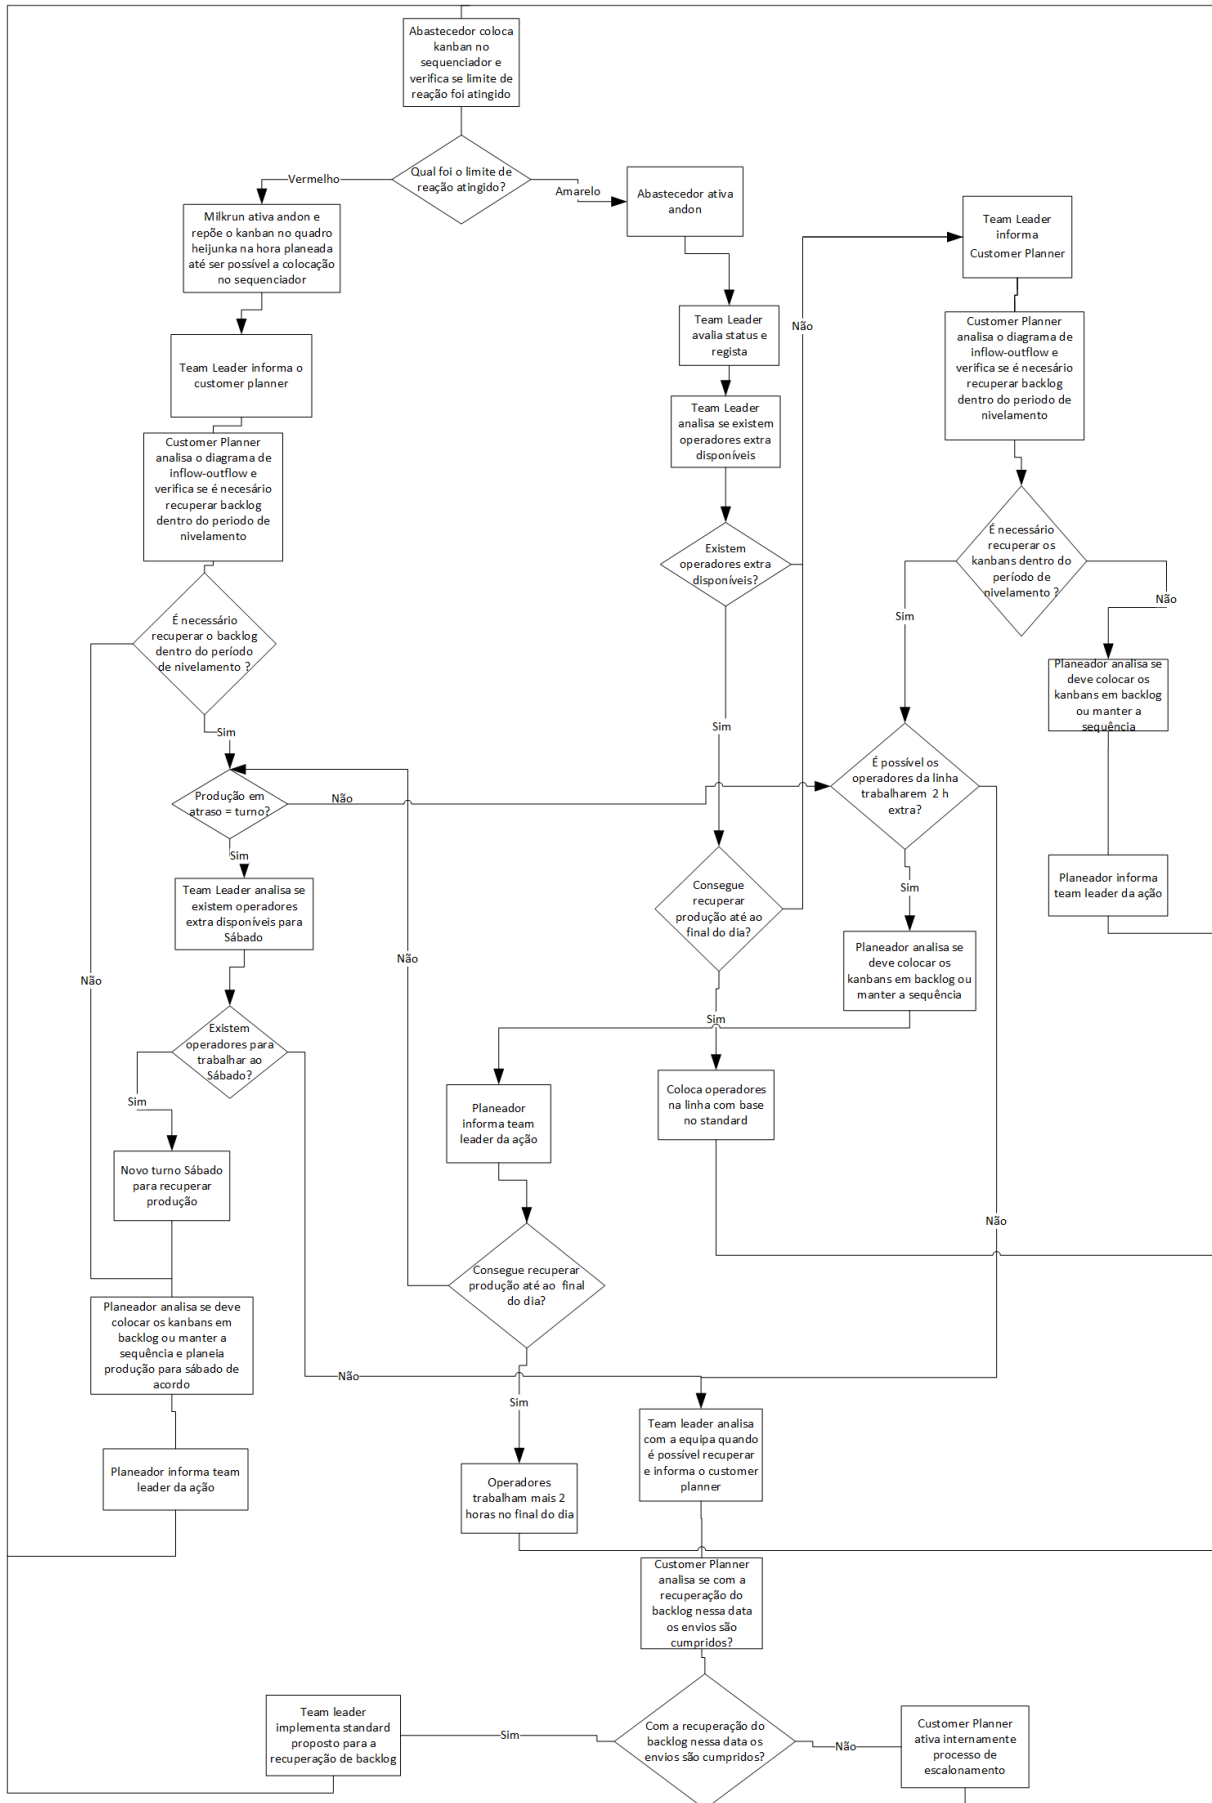 Abastecedor coloca
kanban no
sequenciador e
verifica se limite de
reação foi atingido
Qual foi o limite de
reação atingido?
Vermelho
Amarelo
Milkrun ativa andon e
repõe o kanban no quadro
heijunka na hora planeada
até ser possível a colocação
no sequenciador
Abastecedor ativa
andon
Team Leader
informa
Customer Planner
Team Leader informa o
customer planner
Team Leader
avalia status e
regista
Não
Customer Planner
analisa o diagrama de
inflow-outflow e
verifica se é necesário
recuperar backlog
dentro do periodo de
nivelamento
Team Leader
analisa se existem
operadores extra
disponíveis
Customer Planner
analisa o diagrama de
inflow-outflow e
verifica se é necesário
recuperar backlog
dentro do periodo de
nivelamento
Existem
operadores extra
disponíveis?
É necessário
recuperar os
kanbans dentro do
período de
nivelamento ?
Não
Sim
É necessário
recuperar o backlog
dentro do período
de nivelamento ?
Planeador analisa se
deve colocar os
kanbans em backlog
ou manter a
sequência
Sim
Sim
Produção em
atraso = turno?
Não
É possível os
operadores da linha
trabalharem 2 h
extra?
Sim
Team Leader analisa se
existem operadores
extra disponíveis para
Sábado
Consegue
recuperar
produção até ao
final do dia?
Sim
Planeador informa
team leader da ação
Não
Não
Planeador analisa se
deve colocar os
kanbans em backlog ou
manter a sequência
Existem
operadores para
trabalhar ao
Sábado?
Sim
Sim
Planeador
informa team
leader da ação
Coloca operadores
na linha com base
no standard
Novo turno Sábado
para recuperar
produção
Não
Consegue recuperar
produção até ao final
do dia?
Planeador analisa se deve
colocar os kanbans em
backlog ou manter a
sequência e planeia
produção para sábado de
acordo
Não
Sim
Team leader analisa
com a equipa quando
é possível recuperar
e informa o customer
planner
Planeador informa team
leader da ação
Operadores
trabalham mais 2
horas no final do dia
Customer Planner
analisa se com a
recuperação do
backlog nessa data
os envios são
cumpridos?
Team leader
implementa standard
proposto para a
recuperação de backlog
Sim
Com a recuperação do
backlog nessa data os
envios são cumpridos?
Não
Customer Planner
ativa internamente
processo de
escalonamento